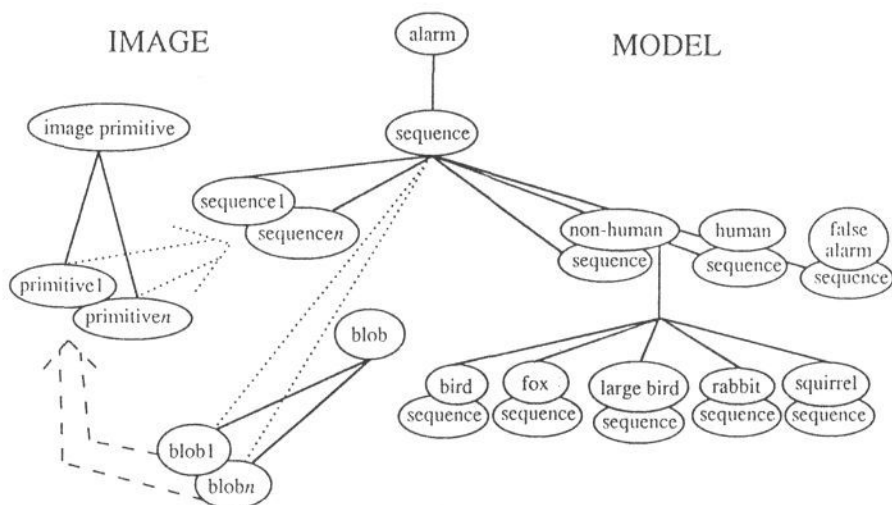 IMAGE
alarm
MODEL
image primitive
sequence
sequence1
sequencen
non-human
sequence
human
sequence
false
alarm
sequence
primitive1
primitiven
blob
bird
sequence
fox
sequence
large bird
sequence
rabbit
sequence
squirrel
sequence
blob1
blobn